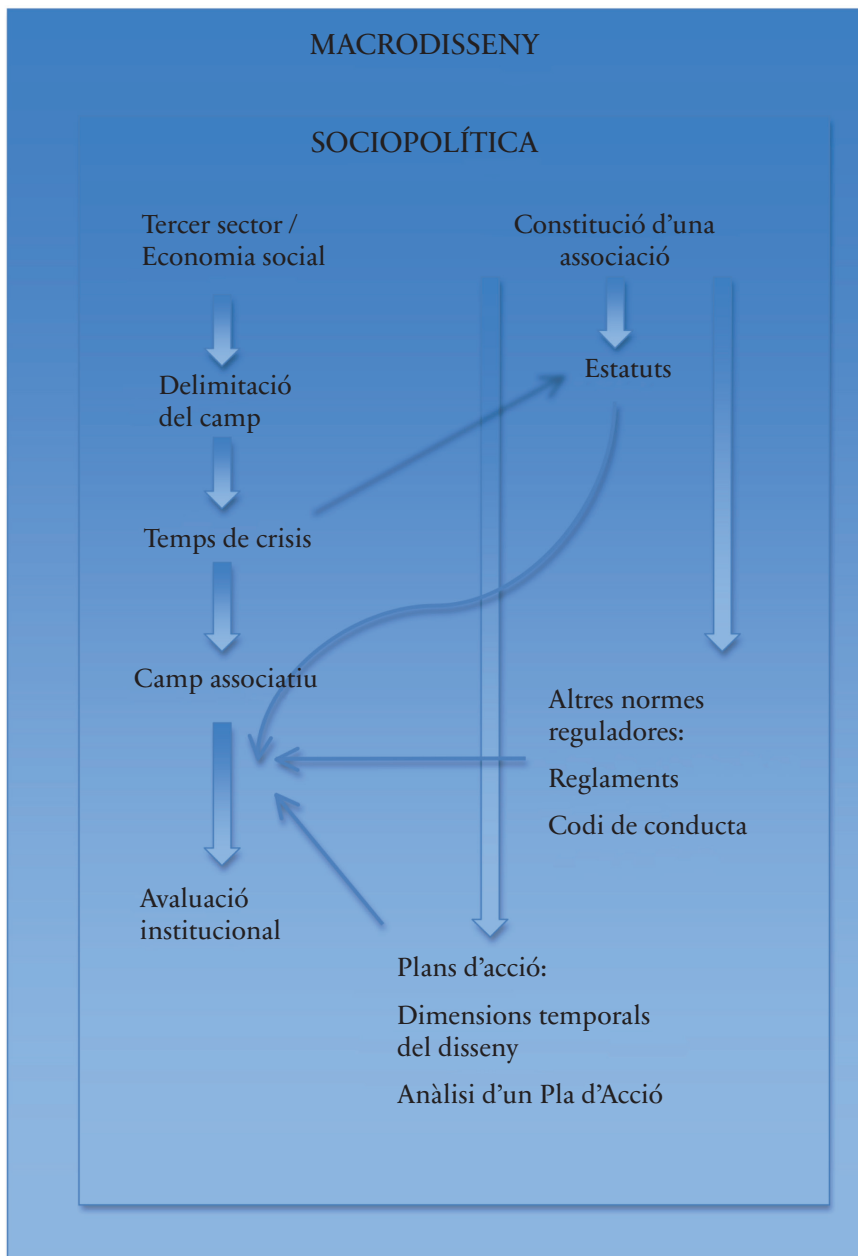 MACRODISSENY
SOCIOPOLÍTICA
Tercer sector /
Economia social
Constitució d’una
associació
Delimitació
del camp
Estatuts
Temps de crisis
Camp associatiu
Altres normes
reguladores:
Reglaments
Codi de conducta
Avaluació
institucional
Plans d’acció:
Dimensions temporals
del disseny
Anàlisi d’un Pla d’Acció